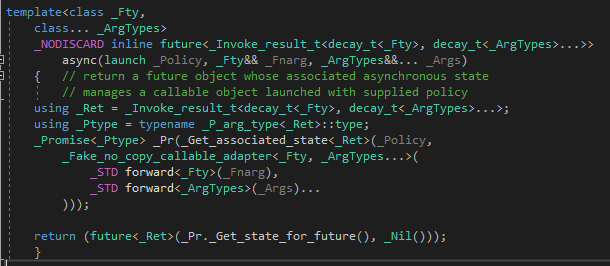 template<class _Fty,
class... _ArgTypes>
_NODISCARD inline future<_Invoke_result_t<decay_t<_Fty>, decay_t<_ArgTypes>...>>
async(launch _Policy, _Fty&& _Fnarg, _ArgTypes&&... _Args)
{ // return a future object whose associated asynchronous state
// manages a callable object launched with supplied policy
using _Ret = _Invoke_result_t<decay_t<_Fty>, decay_t<_ArgTypes>...>;
using _Ptype = typename _P_arg_type<_Ret>::type;
_Promise<_Ptype> _Pr(_Get_associated_state<_Ret>(_Policy,
_Fake_no_copy_callable_adapter<_Fty, _ArgTypes...>(
_STD forward<_Fty>(_Fnarg),
_STD forward<_ArgTypes>(_Args)...
)));
return (future<_Ret>(_Pr._Get_state_for_future(), _Nil()));
}